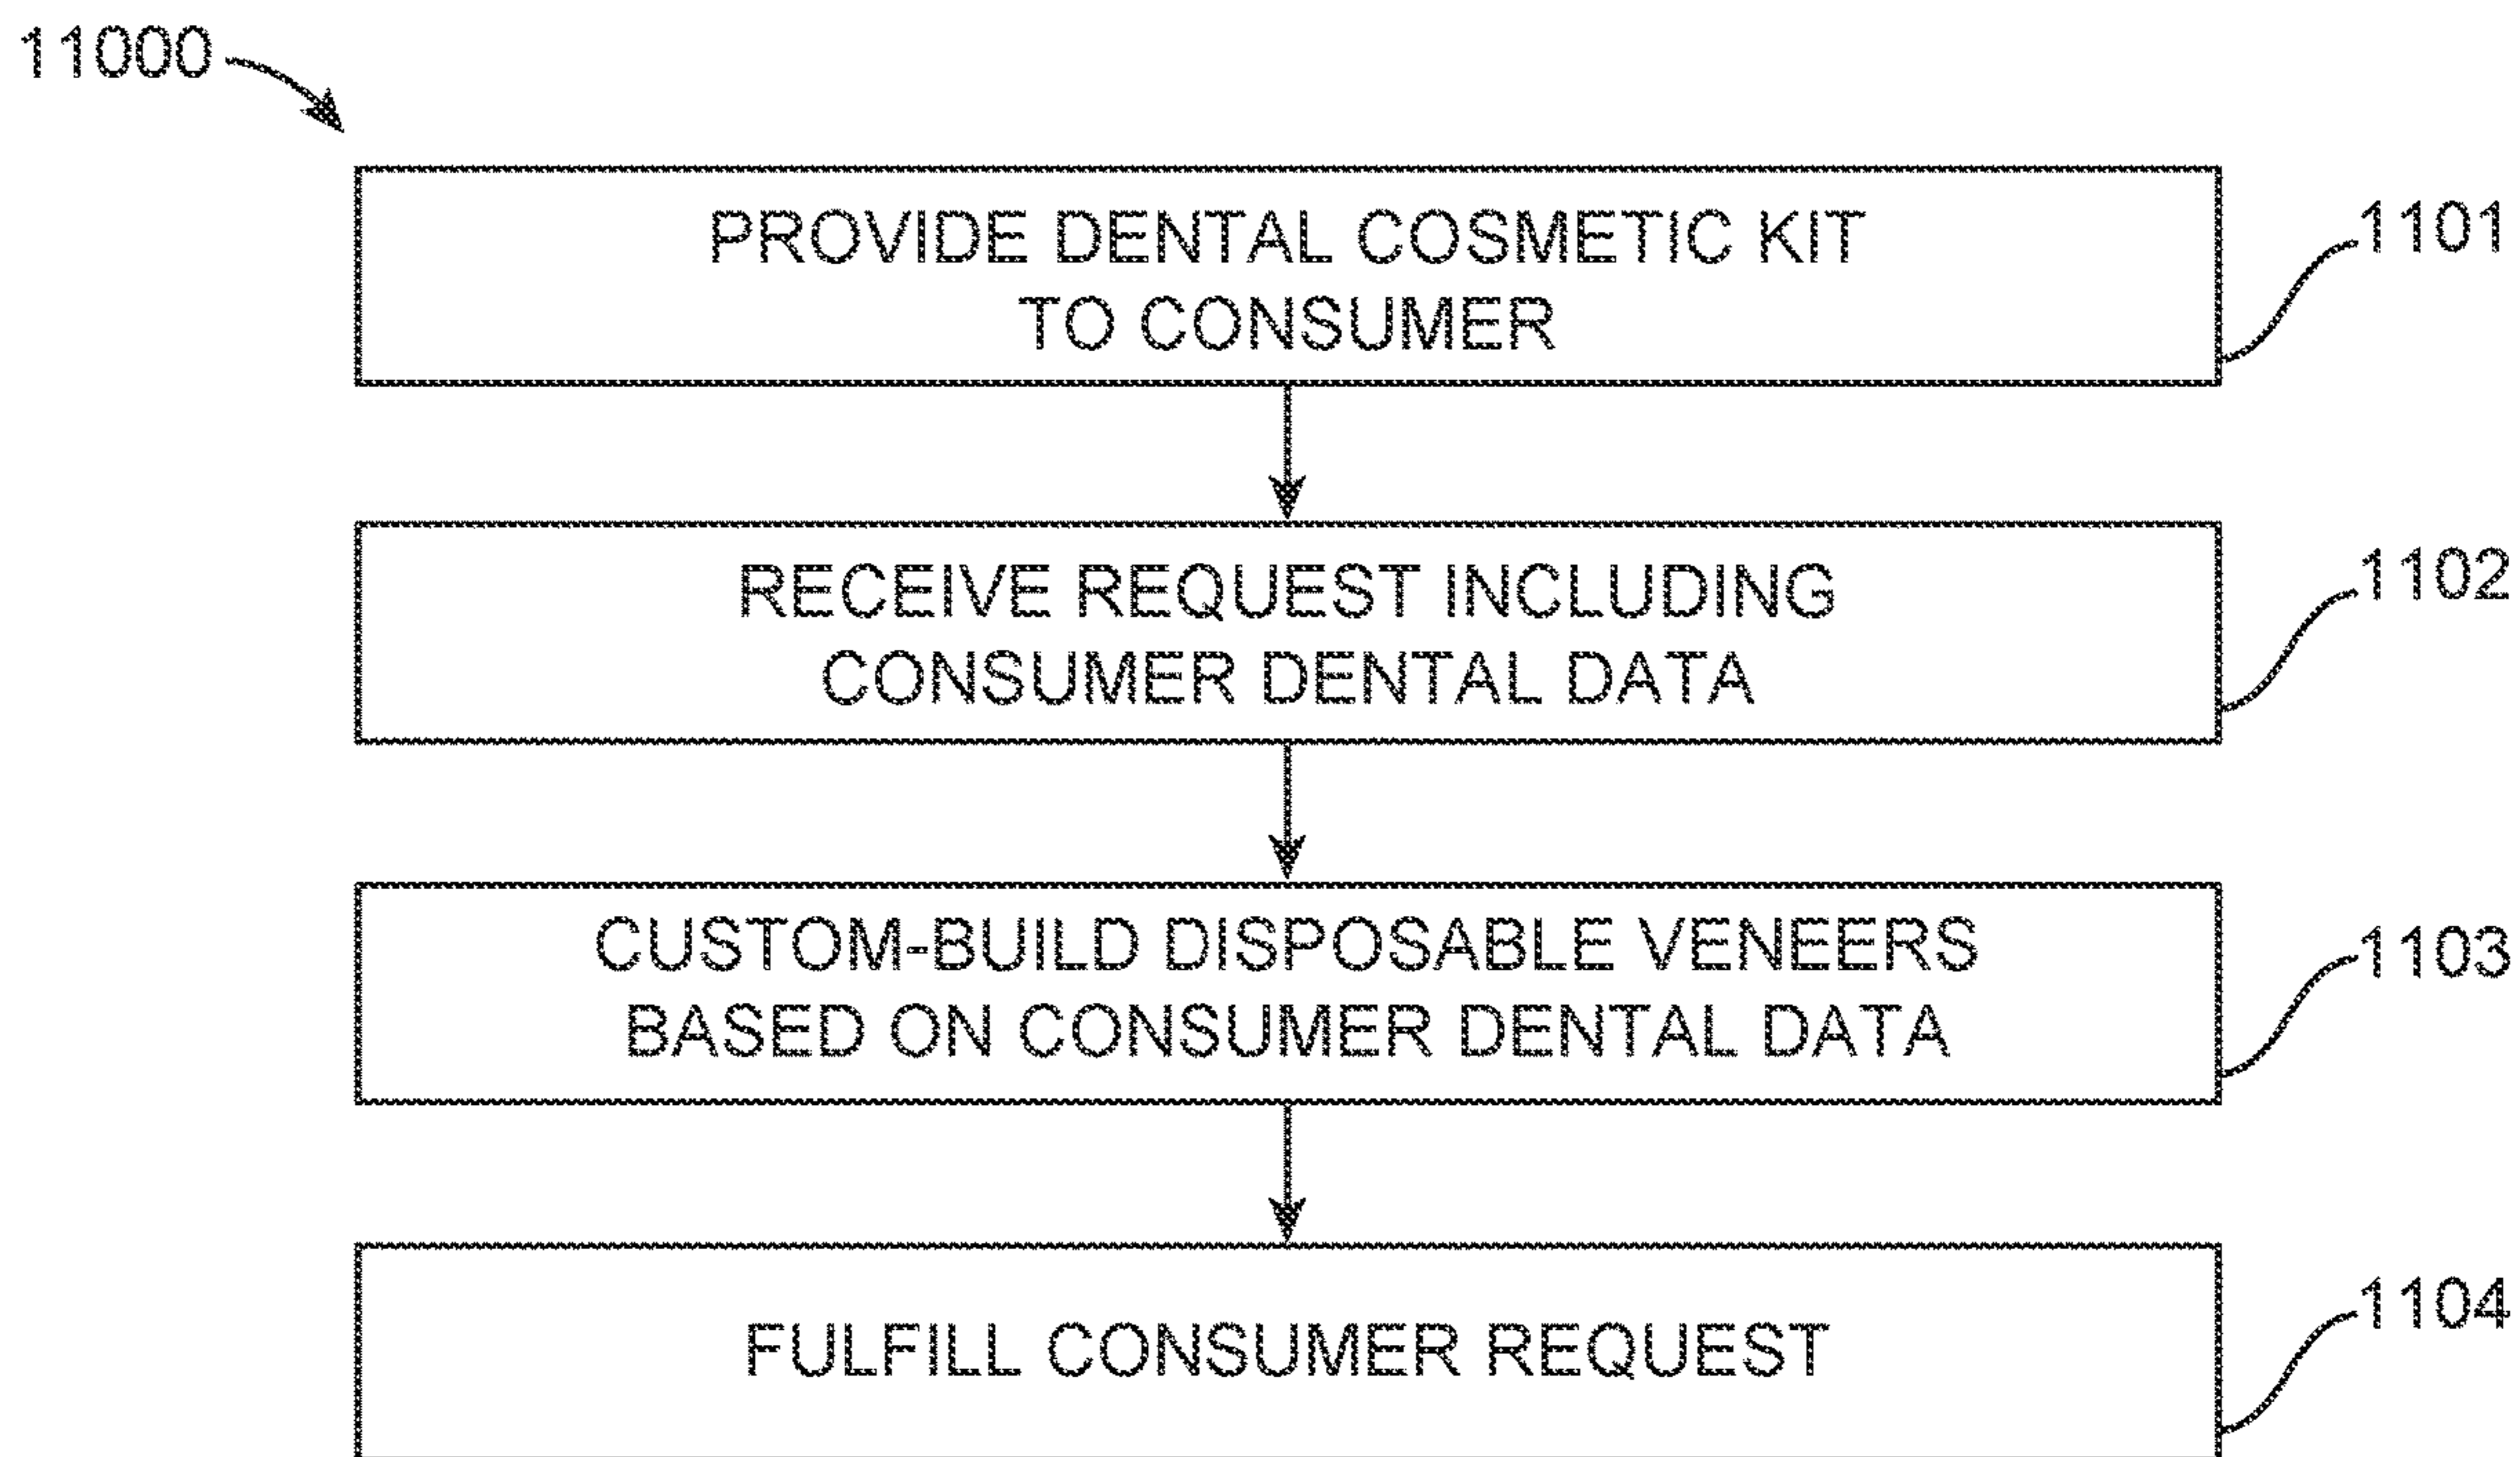 11000
PROVIDE DENTAL COSMETIC KIT
TO CONSUMER
1101
RECEIVE REQUEST INCLUDING
CONSUMER DENTAL DATA
1102
CUSTOM-BUILD DISPOSABLE VENEERS
BASED ON CONSUMER DENTAL DATA
1103
FULFILL CONSUMER REQUEST
1104